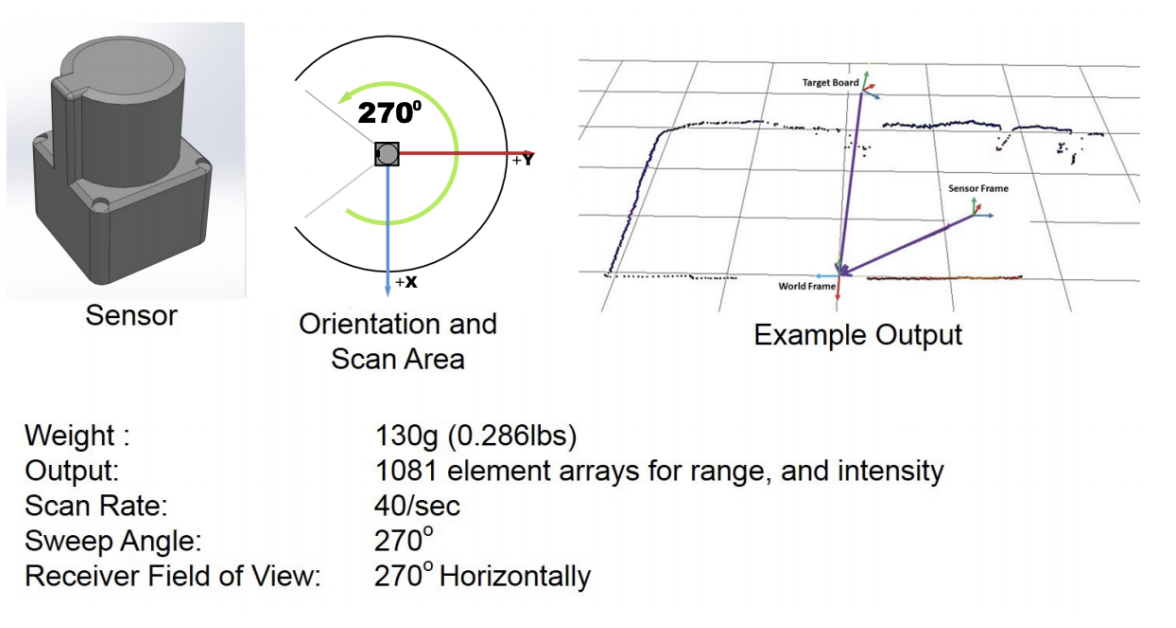 270⁰
+Y
+X
Target Board
Sensor Frame
World Frame
Sensor
Orientation and
Scan Area
Example Output
Weight : 130g (0.286lbs)
Output: 1081 element arrays for range, and intensity
Scan Rate: 40/sec
Sweep Angle: 270°
Receiver Field of View: 270° Horizontally